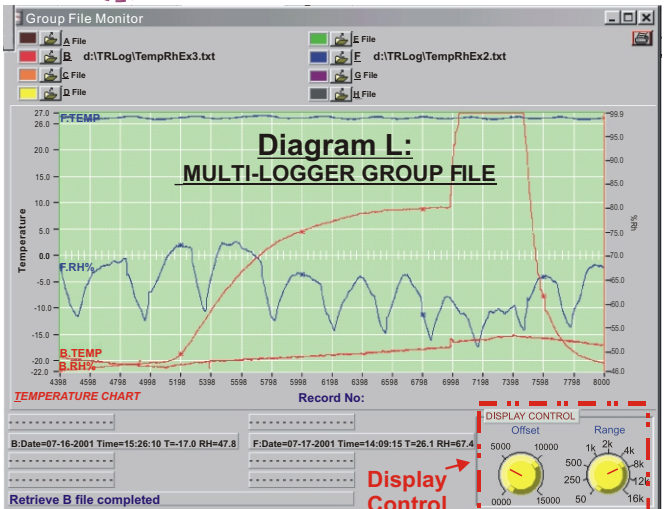 Group File Monitor
A File
E File
B d:\TRLog\TempRhEx3.txt
F d:\TRLog\TempRhEx2.txt
C File
G File
D File
H File
27.0
26.0
20.0
15.0
10.0
5.0
0.0
-5.0
-10.0
-15.0
-20.0
-22.0
Temperature
F.TEMP
Diagram L:
MULTI-LOGGER GROUP FILE
F.RH%
B.TEMP
B.RH%
99.9
95.0
90.0
85.0
80.0
75.0
70.0
65.0
60.0
55.0
50.0
46.0
%Rh
4398 4598 4798 4998 5198 5398 5598 5798 5998 6198 6398 6598 6798 6998 7198 7398 7598 7798 8000
TEMPERATURE CHART
Record No:
B:Date=07-16-2001 Time=15:26:10 T=-17.0 RH=47.8
F:Date=07-17-2001 Time=14:09:15 T=26.1 RH=67.4
Retrieve B file completed
Display
Control
DISPLAY CONTROL
Offset
5000 10000
0000 15000
Range
1k 2k 4k
500 8k
250 12k
50 16k